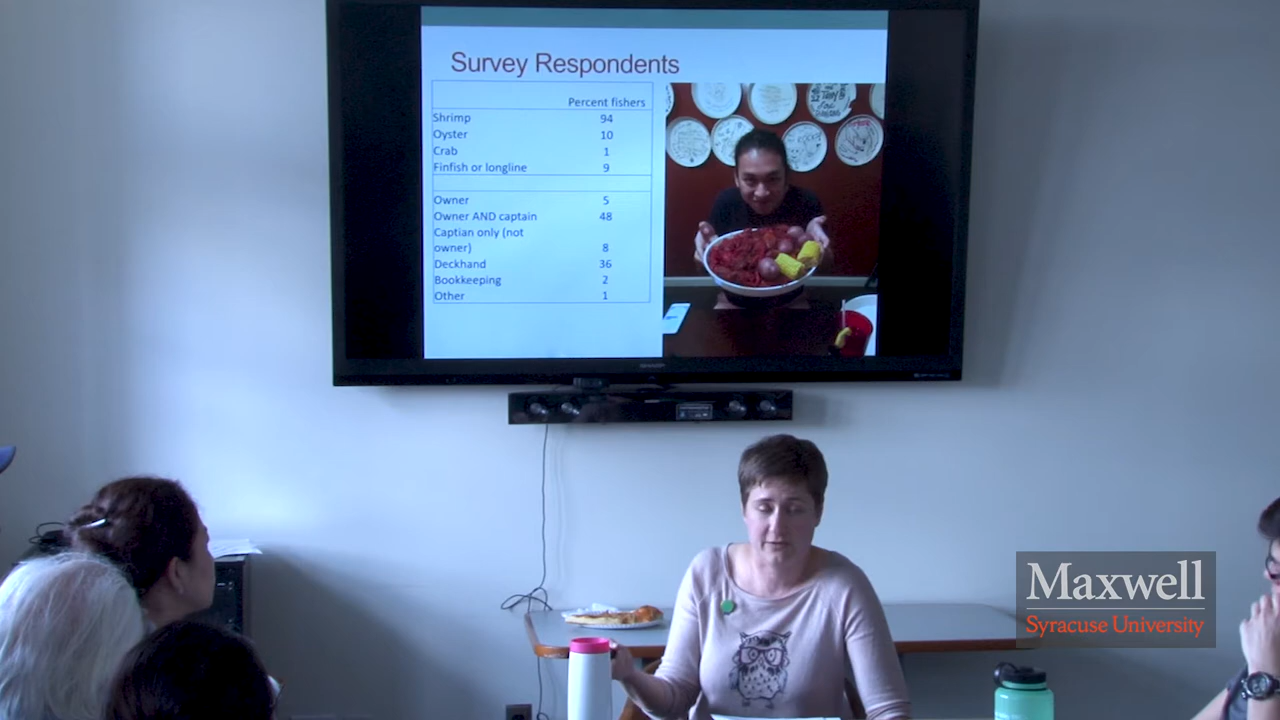 Survey Respondents
Percent fishers
Shrimp 94
Oyster 10
Crab 1
Finfish or longline 9
Owner 5
Owner AND captain 48
Captian only (not
owner) 8
Deckhand 36
Bookkeeping 2
Other 1
SHARP
Maxwell
Syracuse University